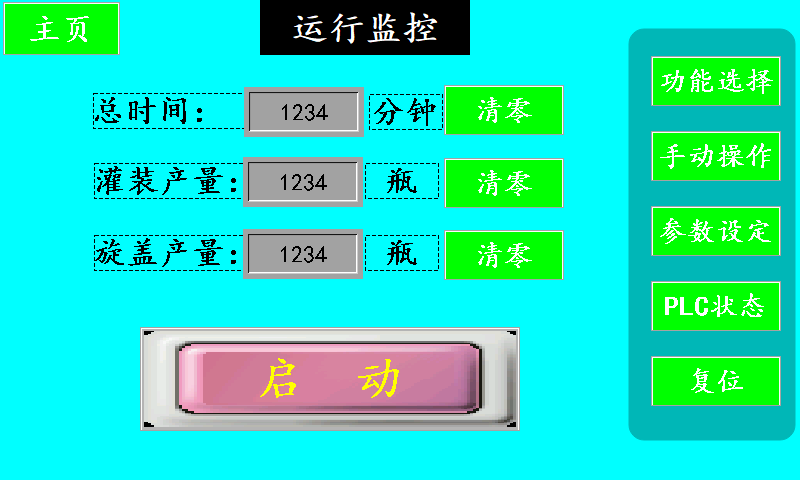 主页
运行监控
总时间: 1234 分钟 清零
灌装产量: 1234 瓶 清零
旋盖产量: 1234 瓶 清零
启 动
功能选择
手动操作
参数设定
PLC状态
复位